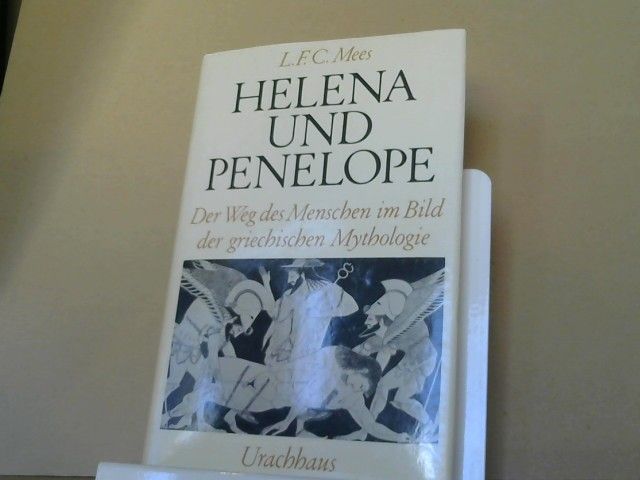 L.F.C. Mees
HELENA
UND
PENELOPE
Der Weg des Menschen im Bild
der griechischen Mythologie
Urachhaus